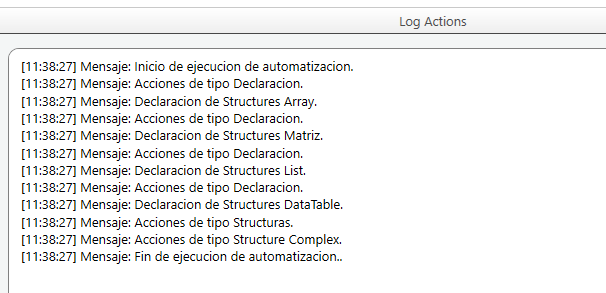 Log Actions
[11:38:27] Mensaje: Inicio de ejecucion de automatizacion.
[11:38:27] Mensaje: Acciones de tipo Declaracion.
[11:38:27] Mensaje: Declaracion de Structures Array.
[11:38:27] Mensaje: Acciones de tipo Declaracion.
[11:38:27] Mensaje: Declaracion de Structures Matriz.
[11:38:27] Mensaje: Acciones de tipo Declaracion.
[11:38:27] Mensaje: Declaracion de Structures List.
[11:38:27] Mensaje: Acciones de tipo Declaracion.
[11:38:27] Mensaje: Declaracion de Structures DataTable.
[11:38:27] Mensaje: Acciones de tipo Structuras.
[11:38:27] Mensaje: Acciones de tipo Structure Complex.
[11:38:27] Mensaje: Fin de ejecucion de automatizacion..